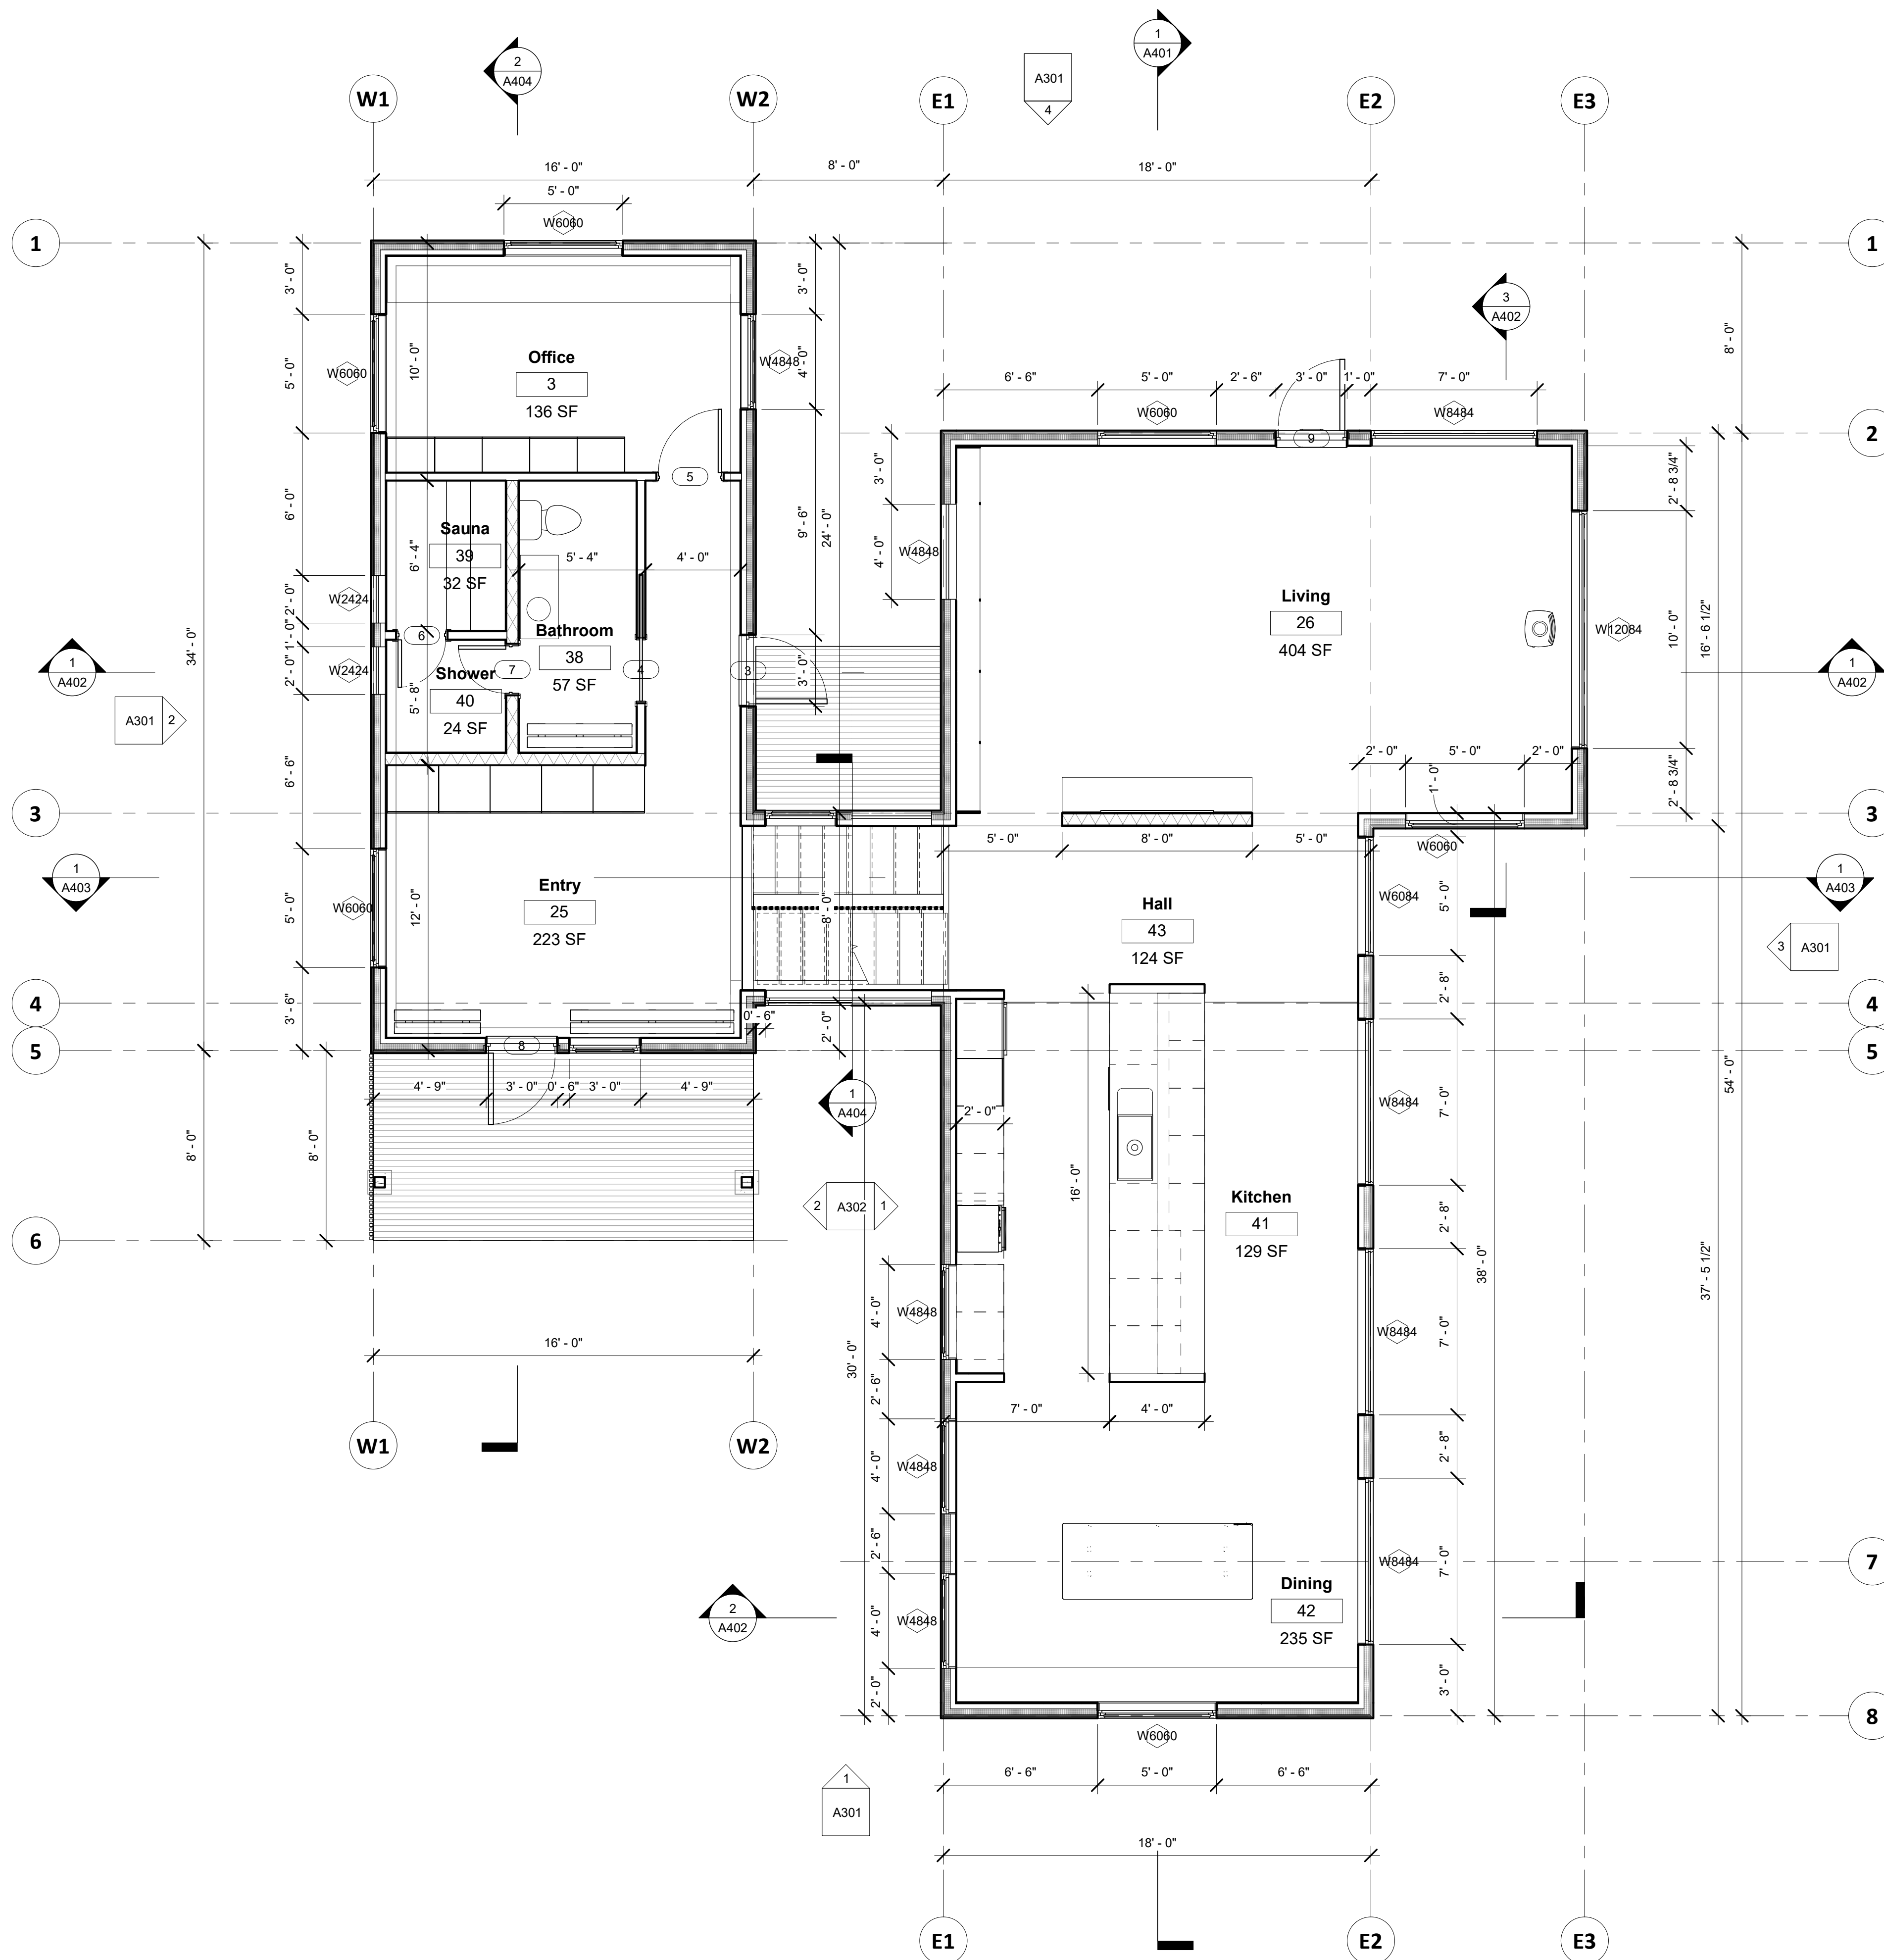 1
A401
2
A404
A301
4
W1
W2
E1
E2
E3
16' - 0"
8' - 0"
18' - 0"
5' - 0"
W6060
1
1
3' - 0"
3' - 0"
8' - 0"
3
A402
Office
3
136 SF
10' - 0"
5' - 0"
W6060
W4848
4' - 0"
6' - 6"
5' - 0"
2' - 6"
3' - 0"
1' - 0"
7' - 0"
W6060
W8484
9
2
5
3' - 0"
2' - 8 3/4"
6' - 0"
Sauna
39
32 SF
6' - 4"
5' - 4"
4' - 0"
9' - 6"
24' - 0"
W4848
4' - 0"
W2424
2' - 0"
1' - 0"
W2424
2' - 0"
6
Bathroom
38
57 SF
7
4
3
3' - 0"
Shower
40
24 SF
5' - 8"
34' - 0"
Living
26
404 SF
W12084
10' - 0"
16' - 6 1/2"
1
A402
1
A402
A301
2
2' - 0"
5' - 0"
2' - 0"
1' - 0"
2' - 8 3/4"
6' - 6"
3
3
5' - 0"
8' - 0"
5' - 0"
W6060
1
A403
1
A403
Entry
25
223 SF
W6060
5' - 0"
12' - 0"
8' - 0"
Hall
43
124 SF
W6084
5' - 0"
3
A301
3' - 6"
2' - 8"
4
4
0' - 6"
2' - 0"
5
5
8
4' - 9"
3' - 0"
0' - 6"
3' - 0"
4' - 9"
1
A404
2' - 0"
W8484
7' - 0"
54' - 0"
8' - 0"
8' - 0"
16' - 0"
2
A302
1
Kitchen
41
129 SF
2' - 8"
6
38' - 0"
37' - 5 1/2"
W4848
4' - 0"
W8484
7' - 0"
16' - 0"
30' - 0"
2' - 6"
7' - 0"
4' - 0"
W1
W2
W4848
4' - 0"
2' - 8"
2' - 6"
W8484
7' - 0"
7
Dining
42
235 SF
2
A402
W4848
4' - 0"
2' - 0"
3' - 0"
8
W6060
6' - 6"
5' - 0"
6' - 6"
1
A301
18' - 0"
E1
E2
E3